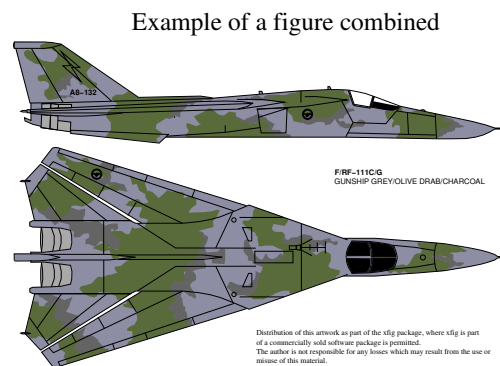 Example of a figure combined
A8-132
F/RF-111C/G
GUNSHIP GREY/OLIVE DRAB/CHARCOAL
Distribution of this artwork as part of the xfig package, where xfig is part
of a commercially sold software package is permitted.
The author is not responsible for any losses which may result from the use or
misuse of this material.